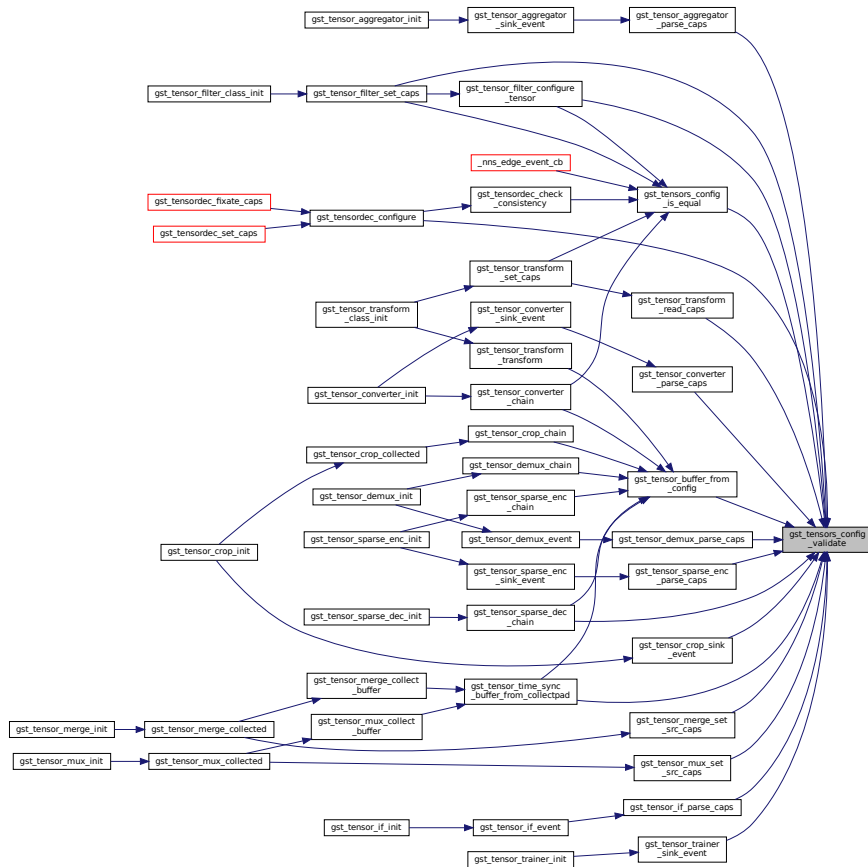 gst_tensor_aggregator_init
gst_tensor_aggregator
_sink_event
gst_tensor_aggregator
_parse_caps
gst_tensor_filter_class_init
gst_tensor_filter_set_caps
gst_tensor_filter_configure
_tensor
_nns_edge_event_cb
gst_tensordec_fixate_caps
gst_tensordec_set_caps
gst_tensordec_configure
gst_tensordec_check
_consistency
gst_tensors_config
_is_equal
gst_tensor_transform
_set_caps
gst_tensor_transform
_class_init
gst_tensor_converter
_sink_event
gst_tensor_transform
_read_caps
gst_tensor_transform
_transform
gst_tensor_converter
_parse_caps
gst_tensor_converter_init
gst_tensor_converter
_chain
gst_tensor_crop_chain
gst_tensor_crop_collected
gst_tensor_demux_chain
gst_tensor_buffer_from
_config
gst_tensor_demux_init
gst_tensor_sparse_enc
_chain
gst_tensor_sparse_enc_init
gst_tensor_demux_event
gst_tensor_demux_parse_caps
gst_tensors_config
_validate
gst_tensor_crop_init
gst_tensor_sparse_enc
_sink_event
gst_tensor_sparse_enc
_parse_caps
gst_tensor_sparse_dec_init
gst_tensor_sparse_dec
_chain
gst_tensor_crop_sink
_event
gst_tensor_merge_collect
_buffer
gst_tensor_time_sync
_buffer_from_collectpad
gst_tensor_merge_init
gst_tensor_merge_collected
gst_tensor_mux_collect
_buffer
gst_tensor_merge_set
_src_caps
gst_tensor_mux_init
gst_tensor_mux_collected
gst_tensor_mux_set
_src_caps
gst_tensor_if_init
gst_tensor_if_event
gst_tensor_if_parse_caps
gst_tensor_trainer_init
gst_tensor_trainer
_sink_event